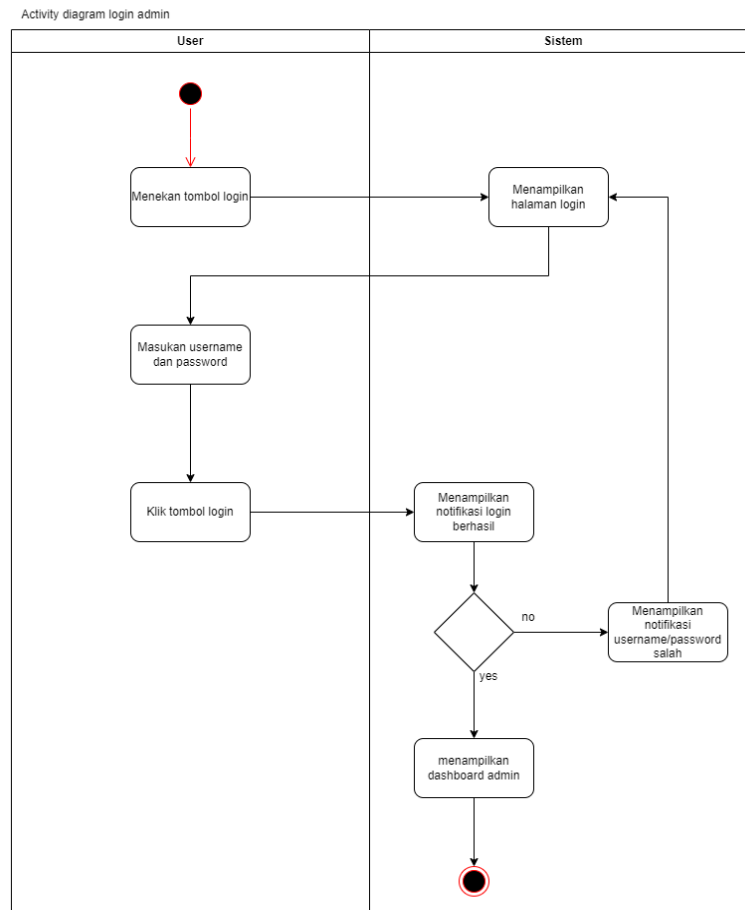 Activity diagram login admin
User
Sistem
Menekan tombol login
Menampilkan
halaman login
Masukan username
dan password
Klik tombol login
Menampilkan
notifikasi login
berhasil
no
Menampilkan
notifikasi
username/password
salah
yes
menampilkan
dashboard admin